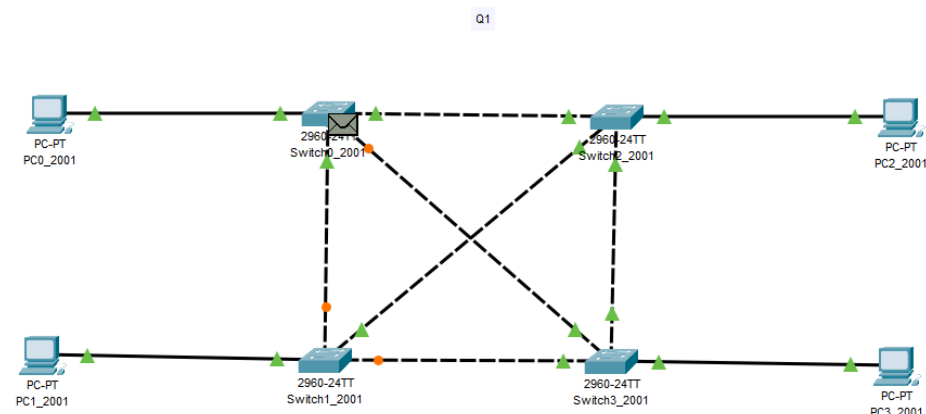 Q1
2960-24TT
Switch0_2001
2960-24TT
Switch2_2001
PC-PT
PC0_2001
PC-PT
PC2_2001
2960-24TT
Switch1_2001
2960-24TT
Switch3_2001
PC-PT
PC1_2001
PC-PT
PC3_2001